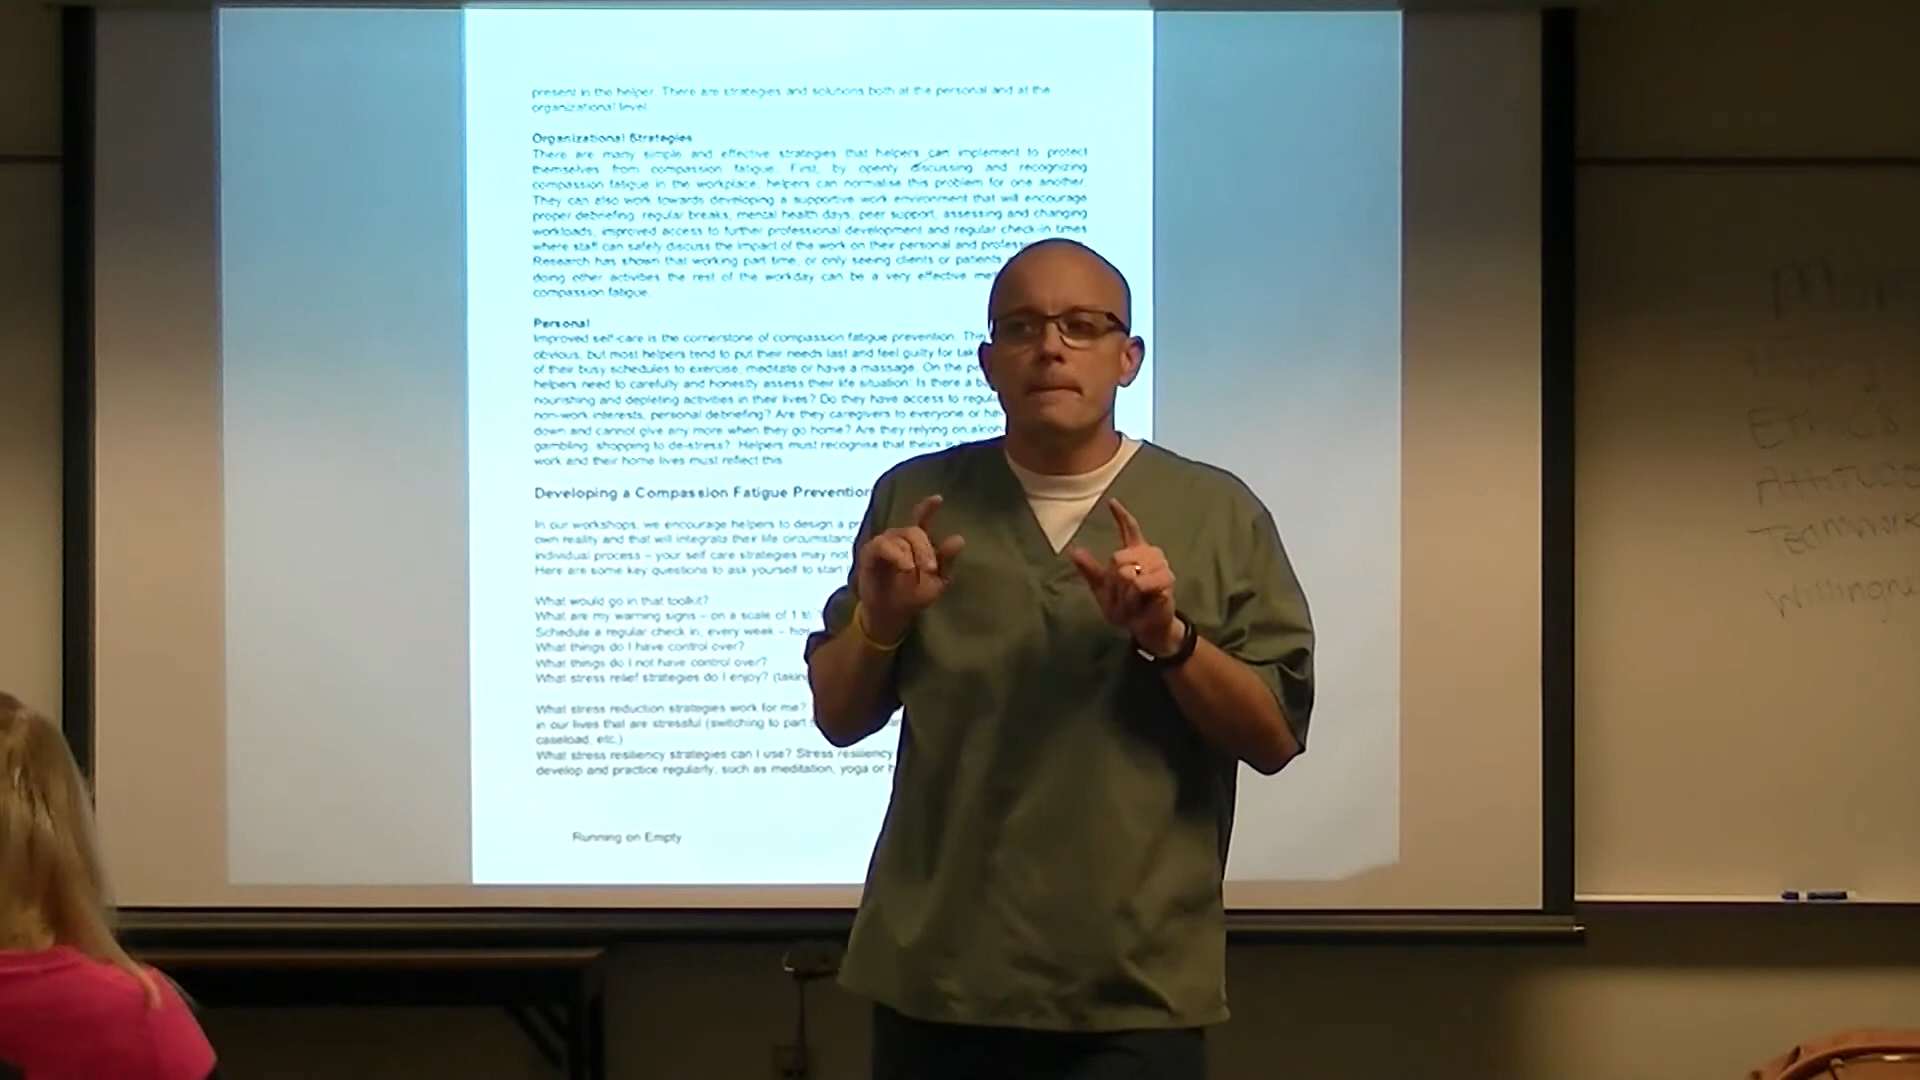 present in the helper. There are strategies and solutions both at the personal and at the
organizational level.
Organizational Strategies
There are many simple and effective strategies that helpers can implement to protect
themselves from compassion fatigue. First, by openly discussing and recognizing
compassion fatigue in the workplace, helpers can normalise this problem for one another.
They can also work towards developing a supportive work environment that will encourage
proper debriefing, regular breaks, mental health days, peer support, assessing and changing
workloads, improved access to further professional development and regular check-in times
where staff can safely discuss the impact of the work on their personal and
Research has shown that working part time, or only seeing clients or patients
doing other activities the rest of the workday can be a very effective
compassion fatigue.
Personal
Improved self-care is the cornerstone of compassion fatigue prevention. This
obvious, but most helpers tend to put their needs last and feel guilty for
of their busy schedules to exercise, meditate or have a massage. On the
helpers need to carefully and honestly assess their life situation: Is there a
nourishing and depleting activities in their lives? Do they have access to
non-work interests, personal debriefing? Are they caregivers to everyone or
down and cannot give any more when they go home? Are they relying on
gambling, shopping to de-stress? Helpers must recognise that theirs is
work and their home lives must reflect this.
Developing a Compassion Fatigue Prevention
In our workshops, we encourage helpers to design a
own reality and that will integrate their life
individual process – your self care strategies may not
Here are some key questions to ask yourself to start
What would go in that toolkit?
What are my warning signs – on a scale of 1 to
Schedule a regular check in, every week –
What things do I have control over?
What things do I not have control over?
What stress relief strategies do I enjoy? (taking
What stress reduction strategies work for me?
in our lives that are stressful (switching to part
caseload, etc.)
What stress resiliency strategies can I use? Stress resiliency
develop and practice regularly, such as meditation, yoga or
Running on Empty
Ethics
Attitude
Teamwork